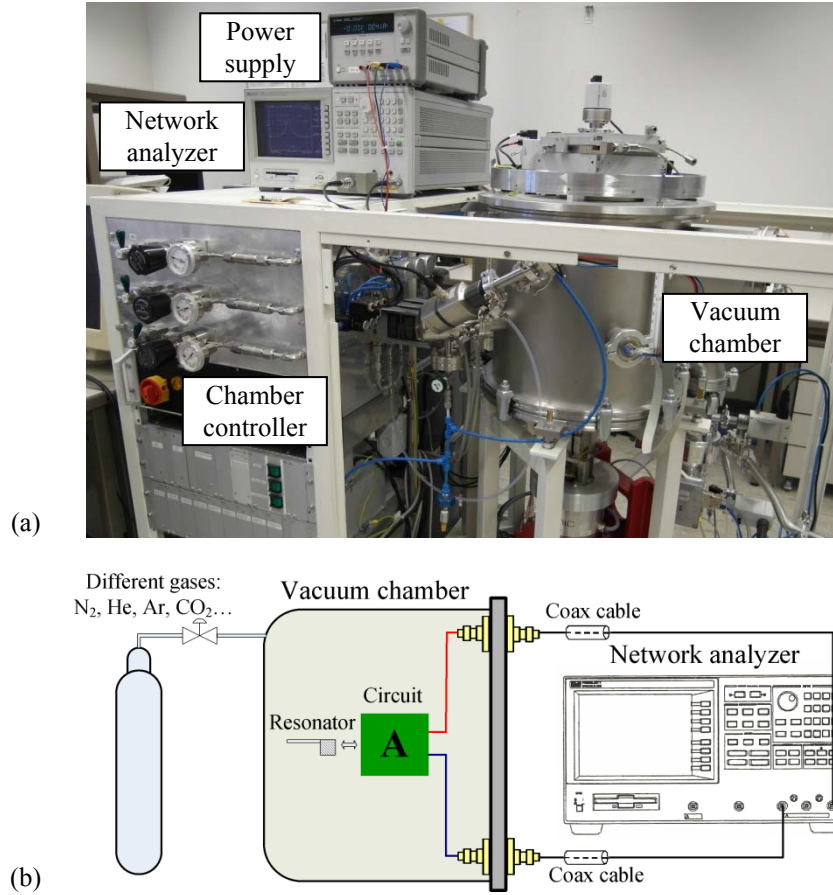 Power
supply
Network
analyzer
Vacuum
chamber
Chamber
controller
(a)
Different gases:
N₂, He, Ar, CO₂…
Vacuum chamber
Coax cable
Network analyzer
Circuit
Resonator
A
Coax cable
(b)